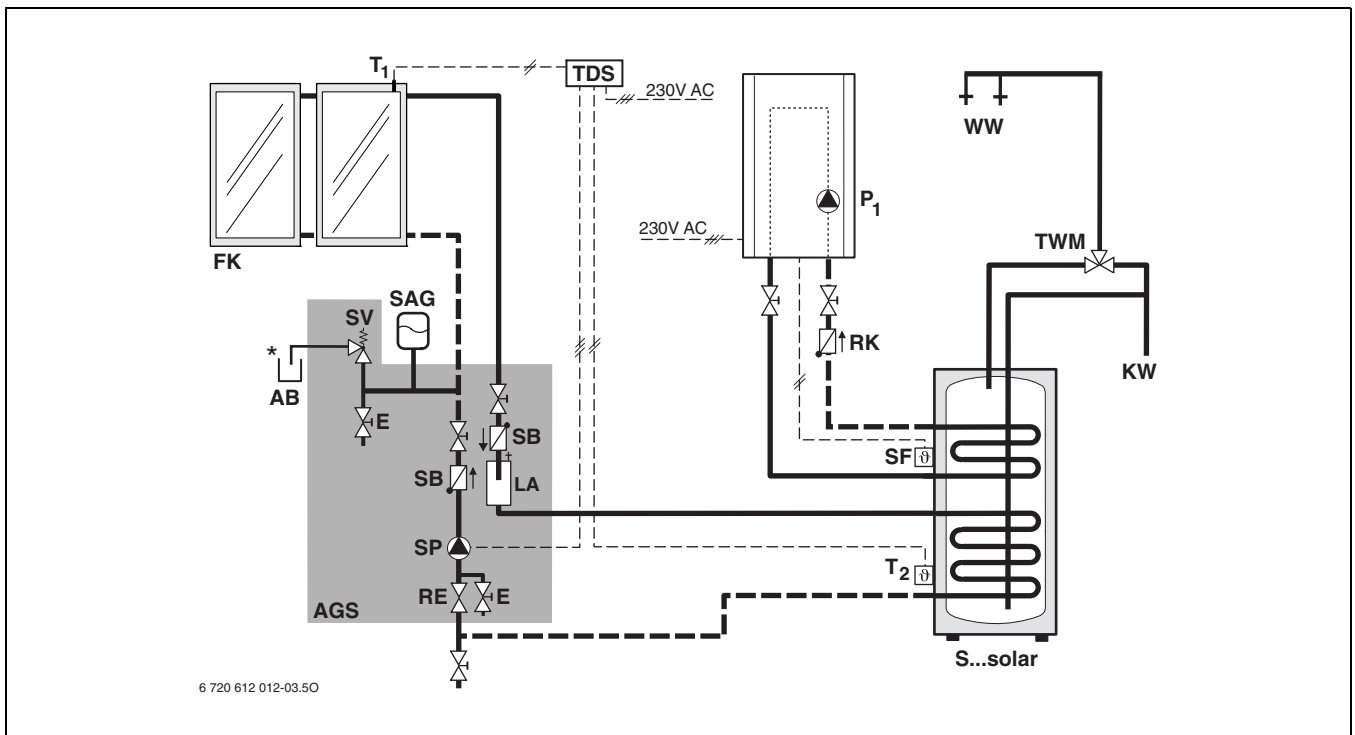 T1
TDS
230V AC
WW
P1
230V AC
TWM
FK
SAG
SV
RK
*
AB
KW
E
SB
SF
SB
LA
SP
T2
RE
E
AGS
S...solar
6 720 612 012-03.5O